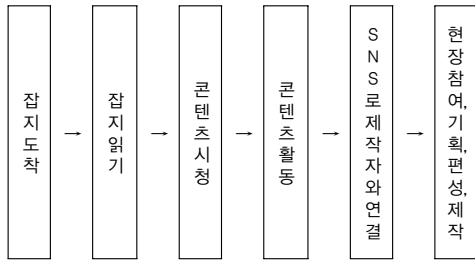 잡지도착
→
잡지읽기
→
콘텐츠시청
→
콘텐츠활동
→
SNS로제작자와연결
→
현장참여,기획,편성,제작